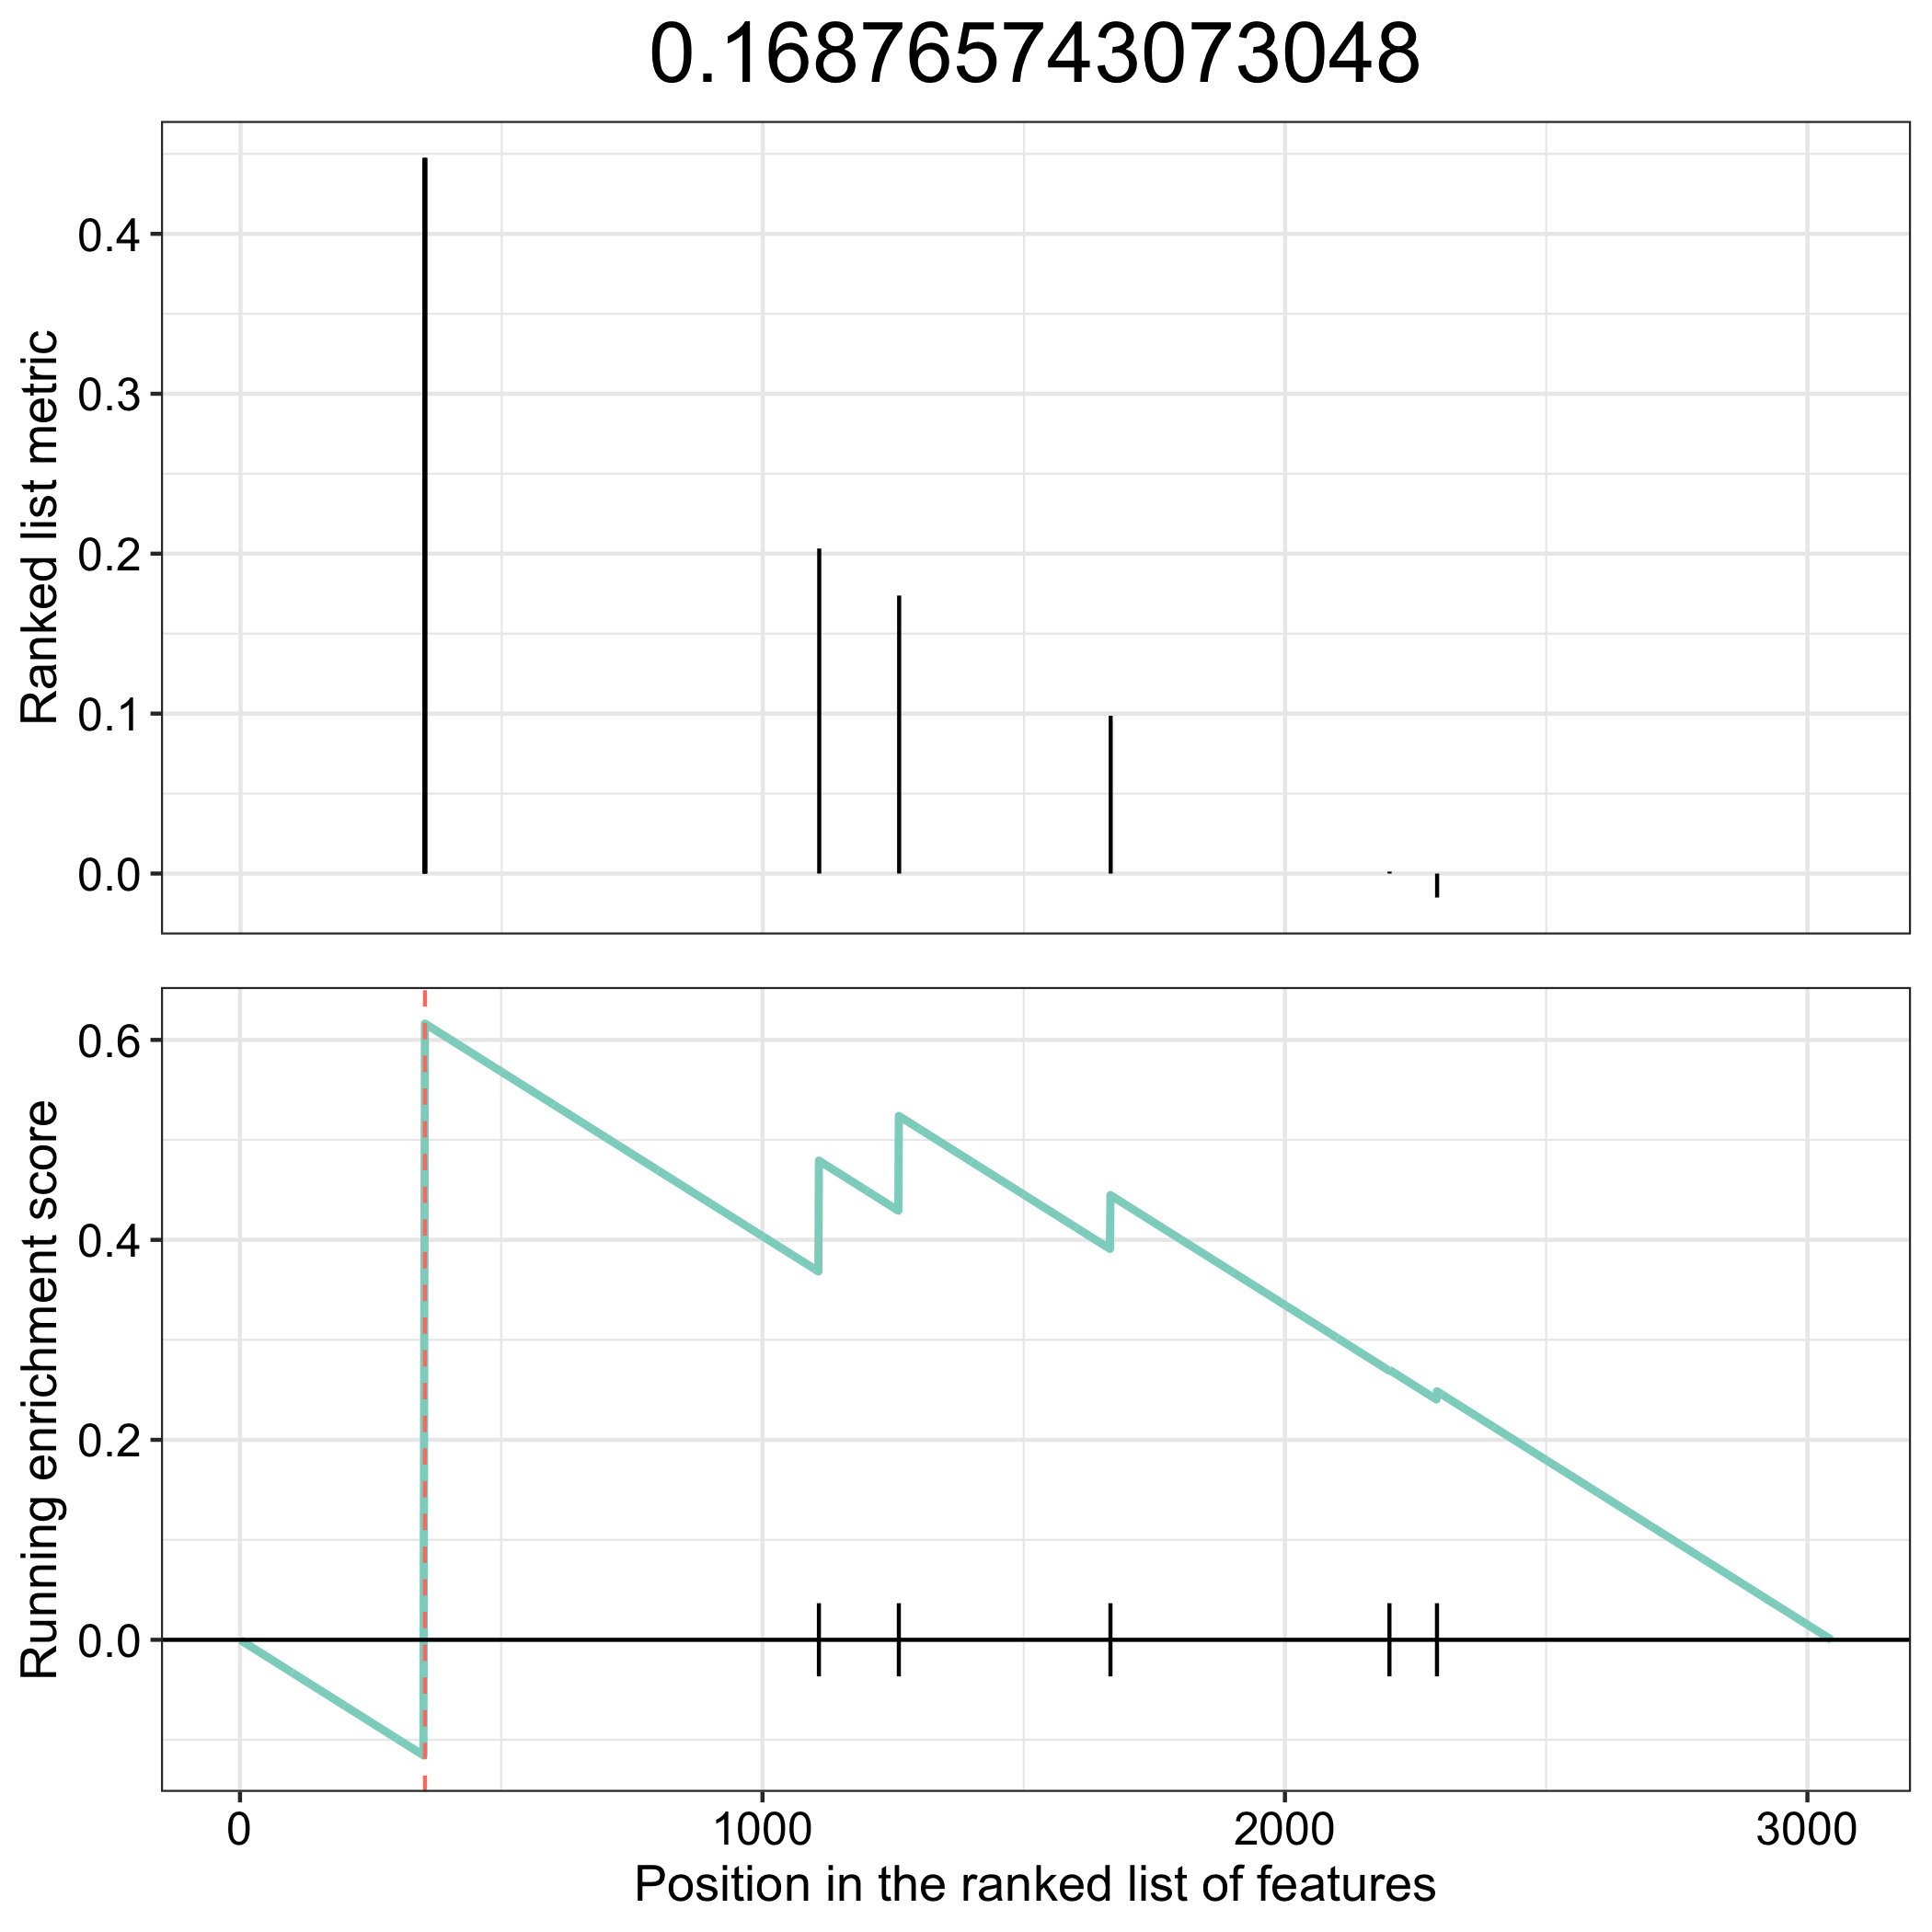 0.168765743073048
Ranked list metric
0.4
0.3
0.2
0.1
0.0
Running enrichment score
0.6
0.4
0.2
0.0
0 1000 2000 3000
Position in the ranked list of features